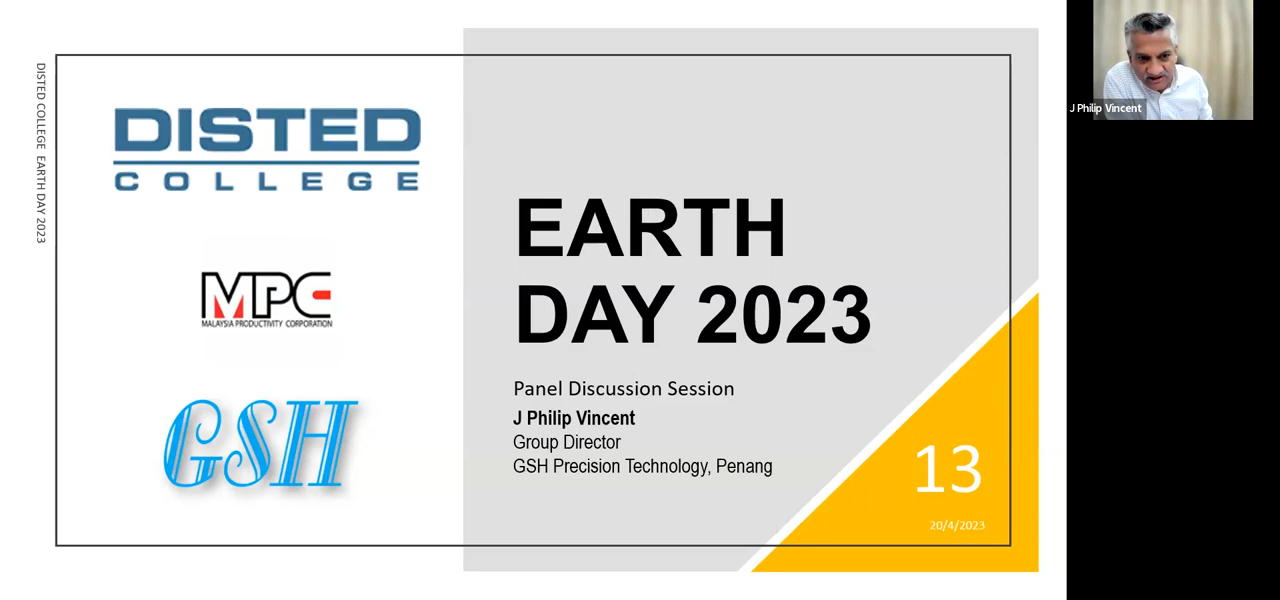 DISTED COLLEGE EARTH DAY 2023
DISTED
COLLEGE
MPC
MALAYSIA PRODUCTIVITY CORPORATION
GSH
EARTH
DAY 2023
Panel Discussion Session
J Philip Vincent
Group Director
GSH Precision Technology, Penang
13
20/4/2023
J Philip Vincent